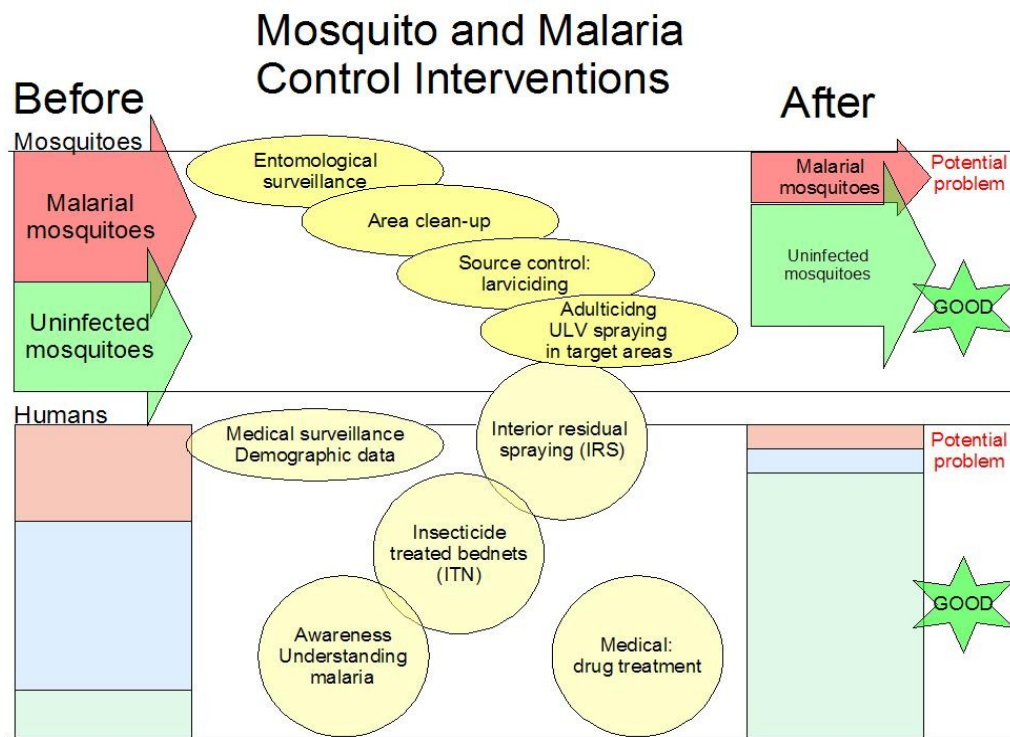 Mosquito and Malaria
Control Interventions
Before
After
Mosquitoes
Malarial
mosquitoes
Uninfected
mosquitoes
Entomological
surveillance
Area clean-up
Source control:
larviciding
Adulticidng
ULV spraying
in target areas
Malarial
mosquitoes
Potential
problem
Uninfected
mosquitoes
GOOD
Humans
Medical surveillance
Demographic data
Interior residual
spraying (IRS)
Insecticide
treated bednets
(ITN)
Awareness
Understanding
malaria
Medical:
drug treatment
Potential
problem
GOOD